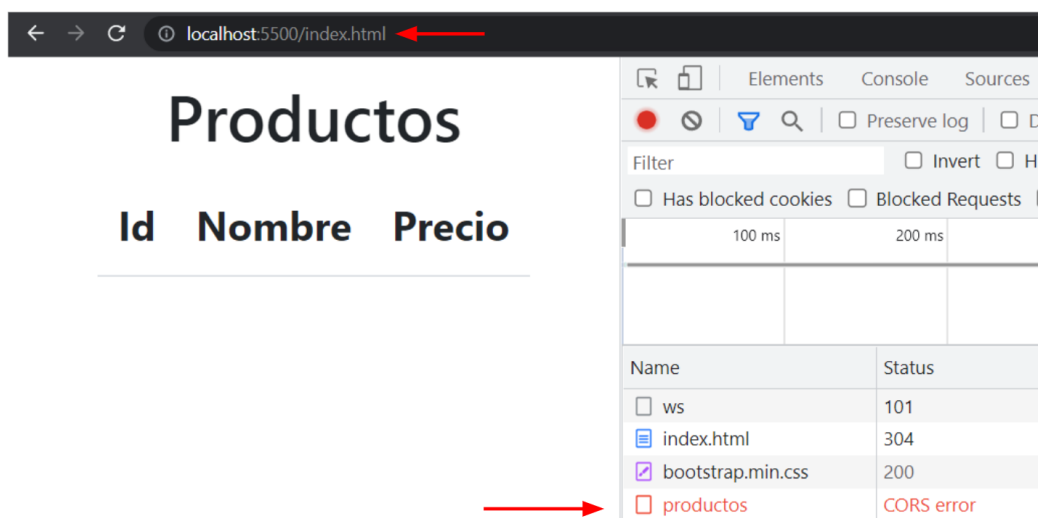 localhost:5500/index.html
Productos
Id Nombre Precio
Elements Console Sources
Preserve log
Filter Invert
Has blocked cookies Blocked Requests
100 ms 200 ms
Name Status
ws 101
index.html 304
bootstrap.min.css 200
productos CORS error